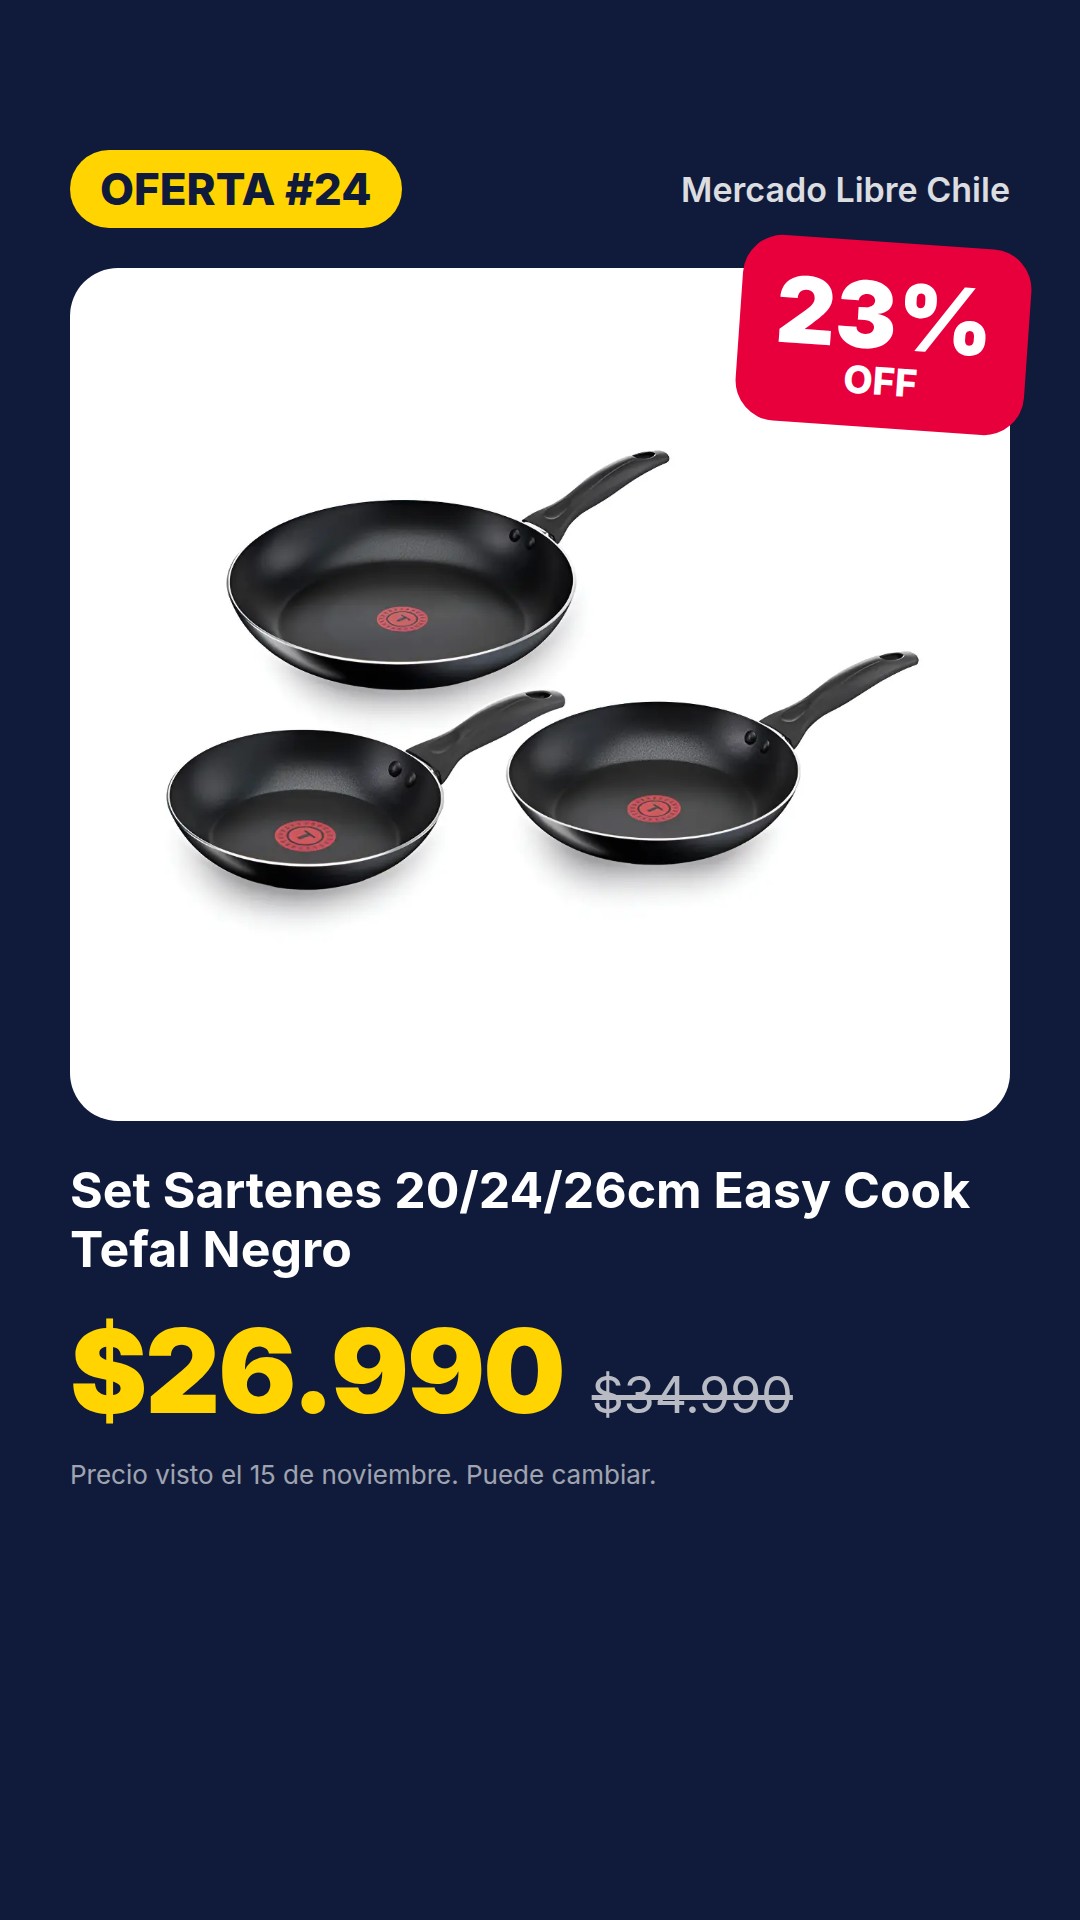 OFERTA #24
Mercado Libre Chile
23%
OFF
Set Sartenes 20/24/26cm Easy Cook
Tefal Negro
$26.990 $34.990
Precio visto el 15 de noviembre. Puede cambiar.